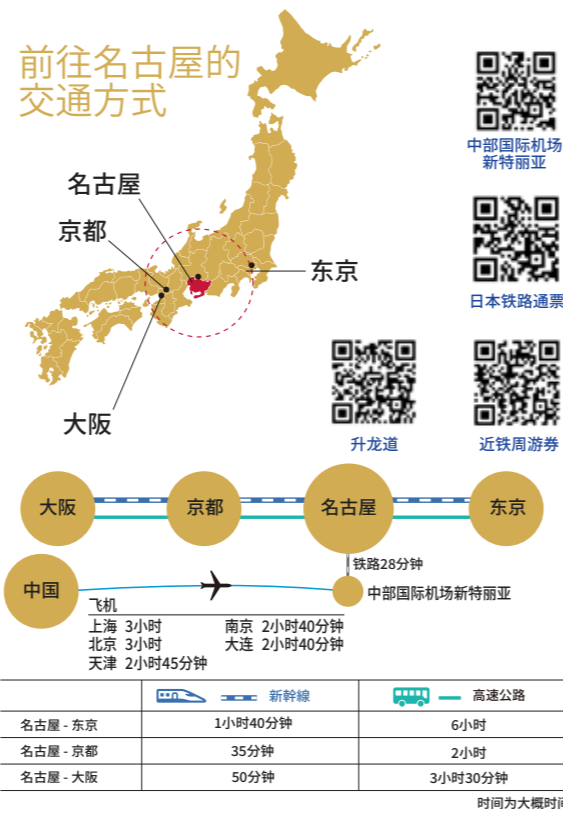 前往名古屋的
交通方式
中部国际机场
新特丽亚
名古屋
京都
东京
日本铁路通票
大阪
升龙道
近铁周游券
大阪
京都
名古屋
东京
铁路28分钟
中国
中部国际机场新特丽亚
飞机
上海 3小时 南京 2小时40分钟
北京 3小时 大连 2小时40分钟
天津 2小时45分钟
新幹線 高速公路
名古屋 - 东京 1小时40分钟 6小时
名古屋 - 京都 35分钟 2小时
名古屋 - 大阪 50分钟 3小时30分钟
时间为大概时间